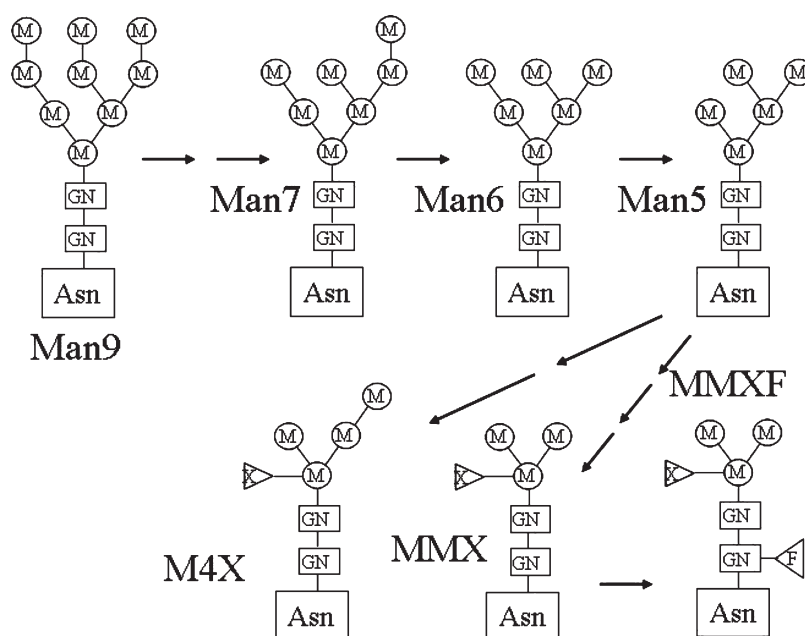 M M M M
M M M M M M M M M M M
M M M M M M M M
M M M M
GN GN GN GN
Man7 Man6 Man5
GN GN GN GN
Asn Asn Asn Asn
Man9
MMXF
M
M M M M M M
X M X M X M
GN GN GN
GN GN GN F
M4X MMX
Asn Asn Asn